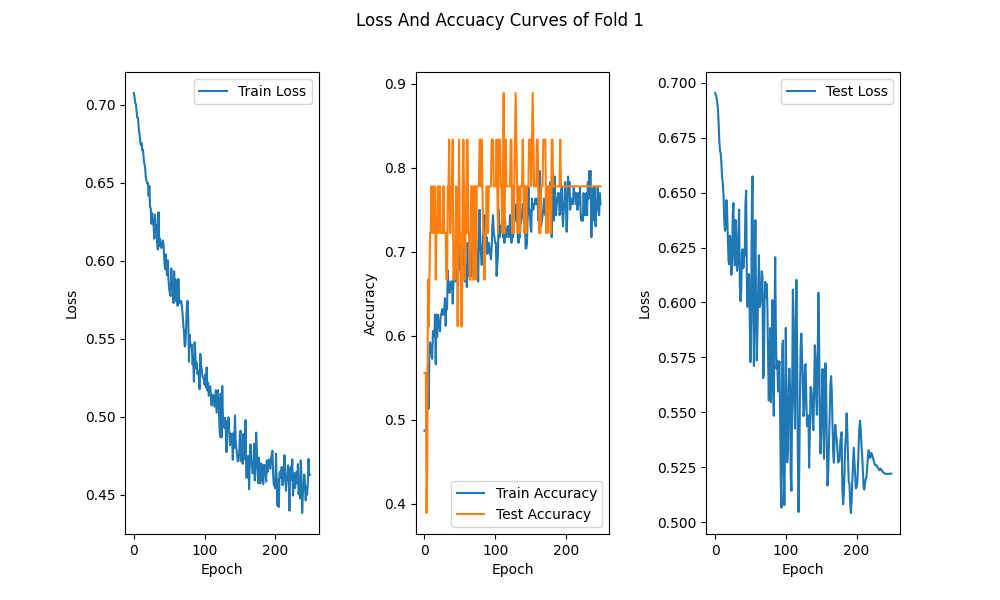 Loss And Accuacy Curves of Fold 1
Train Loss
0.70
0.65
0.60
0.55
0.50
0.45
Loss
0 100 200
Epoch
0.9
0.8
0.7
0.6
0.5
0.4
Accuracy
Train Accuracy
Test Accuracy
0 100 200
Epoch
Test Loss
0.700
0.675
0.650
0.625
0.600
0.575
0.550
0.525
0.500
Loss
0 100 200
Epoch